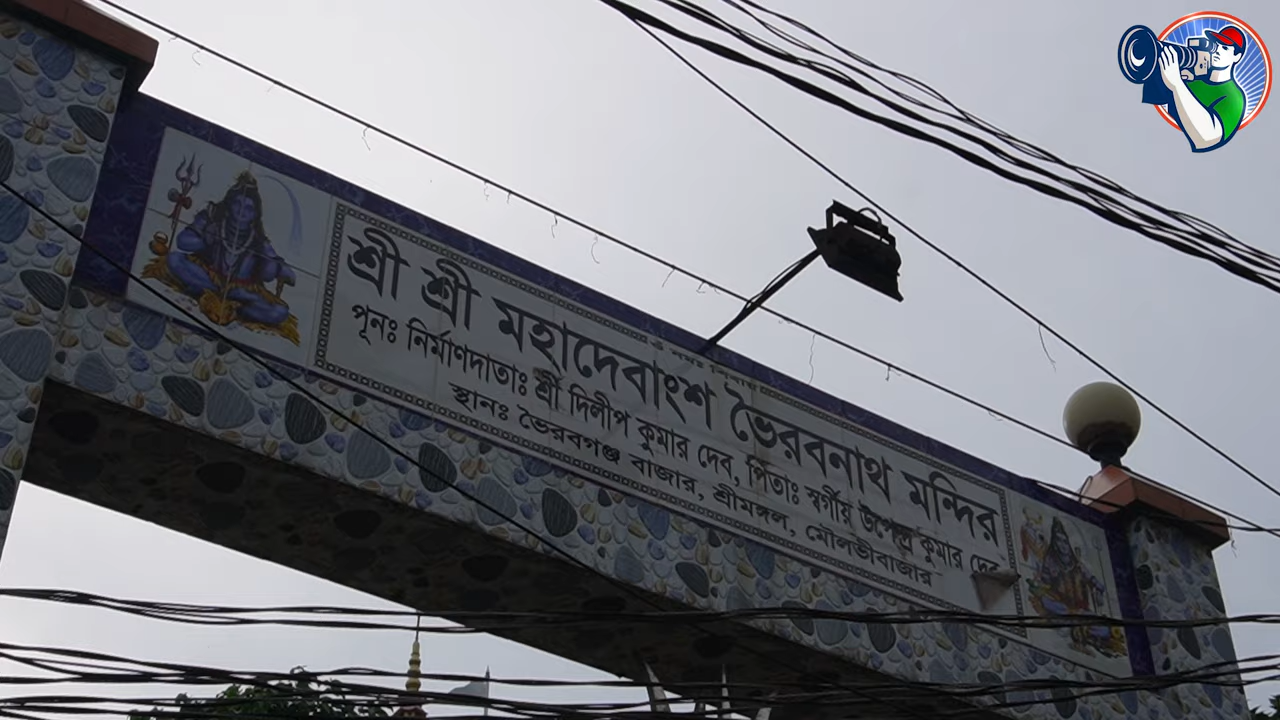 শ্রী শ্রী মহাদেবাংশ ভৈরবনাথ মন্দির
পূনঃ নির্মাণদাতাঃ শ্রী দিলীপ কুমার দেব, পিতাঃ স্বর্গীয় উপেন্দ্র কুমার দেব
স্থানঃ ভৈরবগঞ্জ বাজার, শ্রীমঙ্গল, মৌলভীবাজার